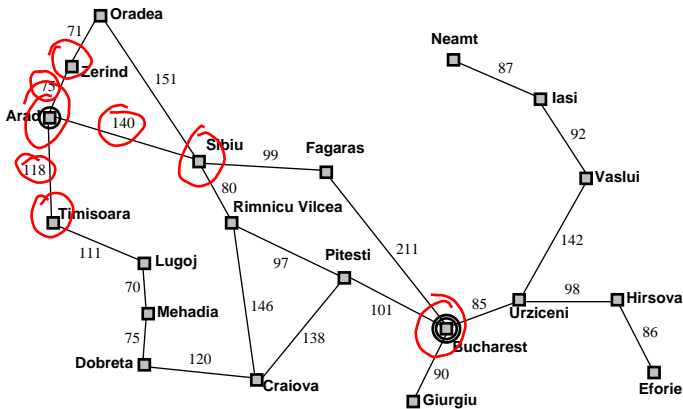 Oradea
71
Neamt
Zerind
87
75
151
Iasi
Arad
140
92
Sibiu
Fagaras
99
118
80
Vaslui
Timisoara
Rimnicu Vilcea
142
111
211
Lugoj
97
Pitesti
70
98
Hirsova
146
101
85
Urziceni
Mehadia
138
86
75
Bucharest
120
90
Dobreta
Craiova
Eforie
Giurgiu